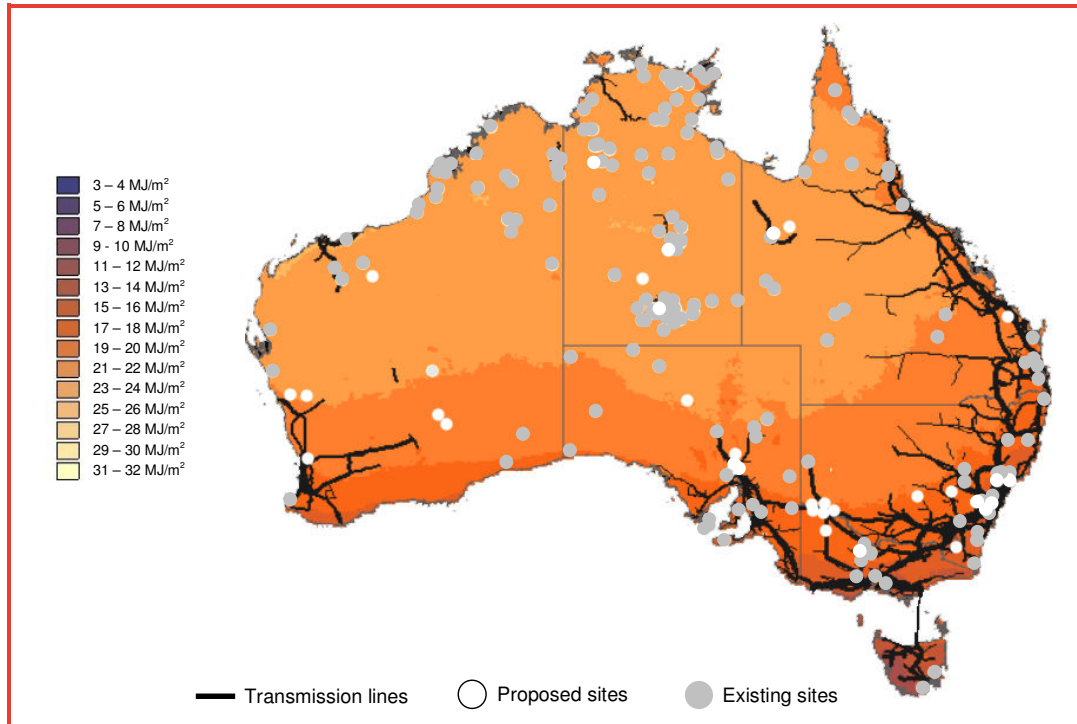 3 – 4 MJ/m²
5 – 6 MJ/m²
7 – 8 MJ/m²
9 - 10 MJ/m²
11 – 12 MJ/m²
13 – 14 MJ/m²
15 – 16 MJ/m²
17 – 18 MJ/m²
19 – 20 MJ/m²
21 – 22 MJ/m²
23 – 24 MJ/m²
25 – 26 MJ/m²
27 – 28 MJ/m²
29 – 30 MJ/m²
31 – 32 MJ/m²
Transmission lines Proposed sites Existing sites